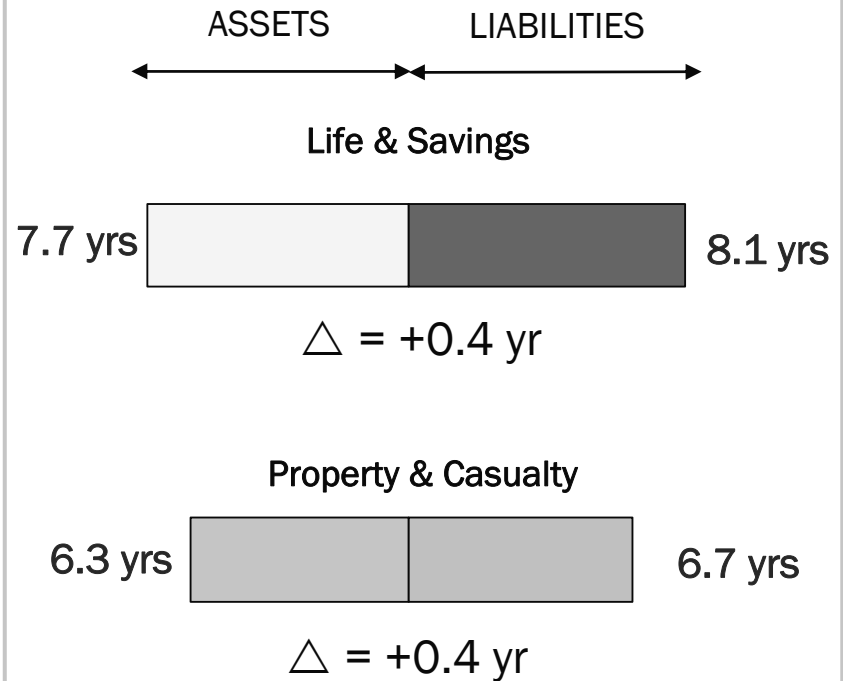 ASSETS LIABILITIES
Life & Savings
7.7 yrs 8.1 yrs
△ = +0.4 yr
Property & Casualty
6.3 yrs 6.7 yrs
△ = +0.4 yr